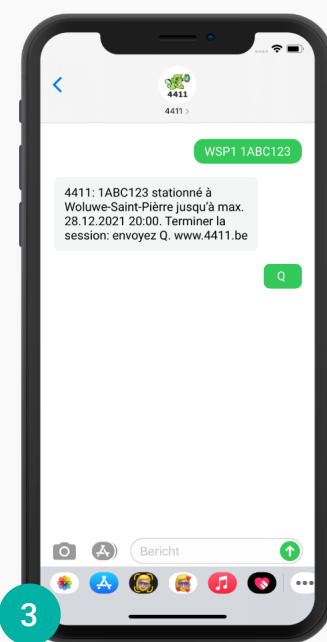 4411
4411 >
WSP1 1ABC123
4411: 1ABC123 stationné à
Woluwe-Saint-Pièrre jusqu'à max.
28.12.2021 20:00. Terminer la
session: envoyez Q. www.4411.be
Q
Bericht
3